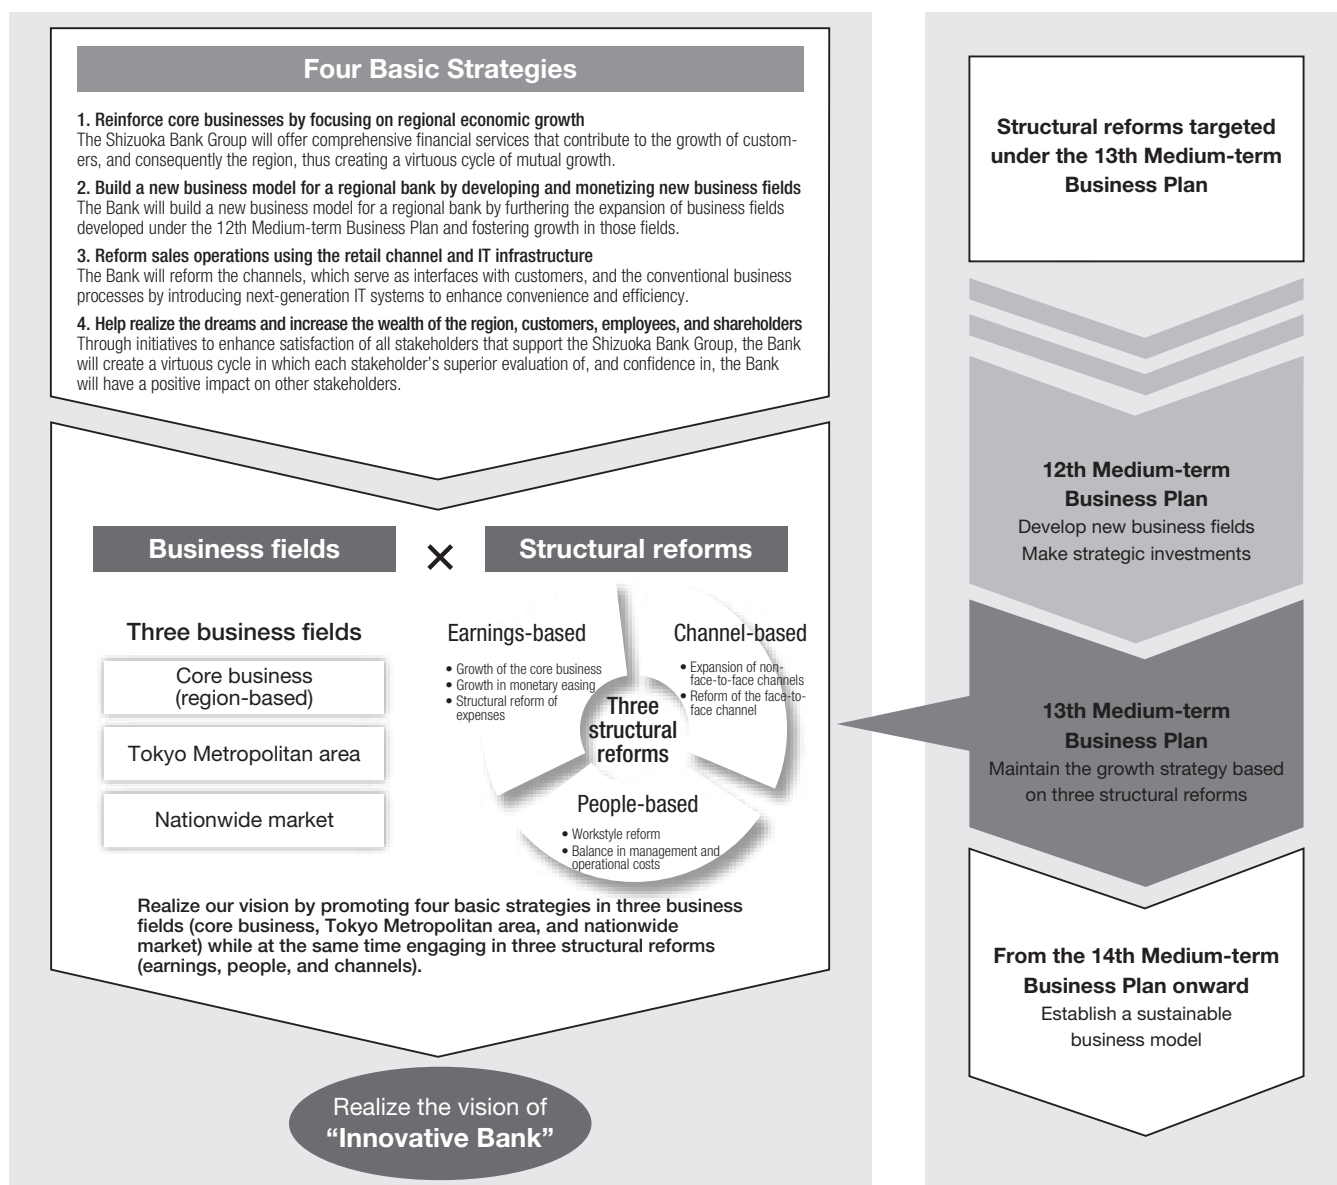 Four Basic Strategies
1. Reinforce core businesses by focusing on regional economic growth
The Shizuoka Bank Group will offer comprehensive financial services that contribute to the growth of custom-
ers, and consequently the region, thus creating a virtuous cycle of mutual growth.
2. Build a new business model for a regional bank by developing and monetizing new business fields
The Bank will build a new business model for a regional bank by furthering the expansion of business fields
developed under the 12th Medium-term Business Plan and fostering growth in those fields.
3. Reform sales operations using the retail channel and IT infrastructure
The Bank will reform the channels, which serve as interfaces with customers, and the conventional business
processes by introducing next-generation IT systems to enhance convenience and efficiency.
4. Help realize the dreams and increase the wealth of the region, customers, employees, and shareholders
Through initiatives to enhance satisfaction of all stakeholders that support the Shizuoka Bank Group, the Bank
will create a virtuous cycle in which each stakeholder's superior evaluation of, and confidence in, the Bank
will have a positive impact on other stakeholders.
Business fields
×
Structural reforms
Three business fields
Core business
(region-based)
Tokyo Metropolitan area
Nationwide market
Earnings-based
• Growth of the core business
• Growth in monetary easing
• Structural reform of
expenses
Channel-based
• Expansion of non-
face-to-face channels
• Reform of the face-to-
face channel
Three
structural
reforms
People-based
• Workstyle reform
• Balance in management and
operational costs
Realize our vision by promoting four basic strategies in three business
fields (core business, Tokyo Metropolitan area, and nationwide
market) while at the same time engaging in three structural reforms
(earnings, people, and channels).
Realize the vision of
“Innovative Bank”
Structural reforms targeted
under the 13th Medium-term
Business Plan
12th Medium-term
Business Plan
Develop new business fields
Make strategic investments
13th Medium-term
Business Plan
Maintain the growth strategy based
on three structural reforms
From the 14th Medium-term
Business Plan onward
Establish a sustainable
business model